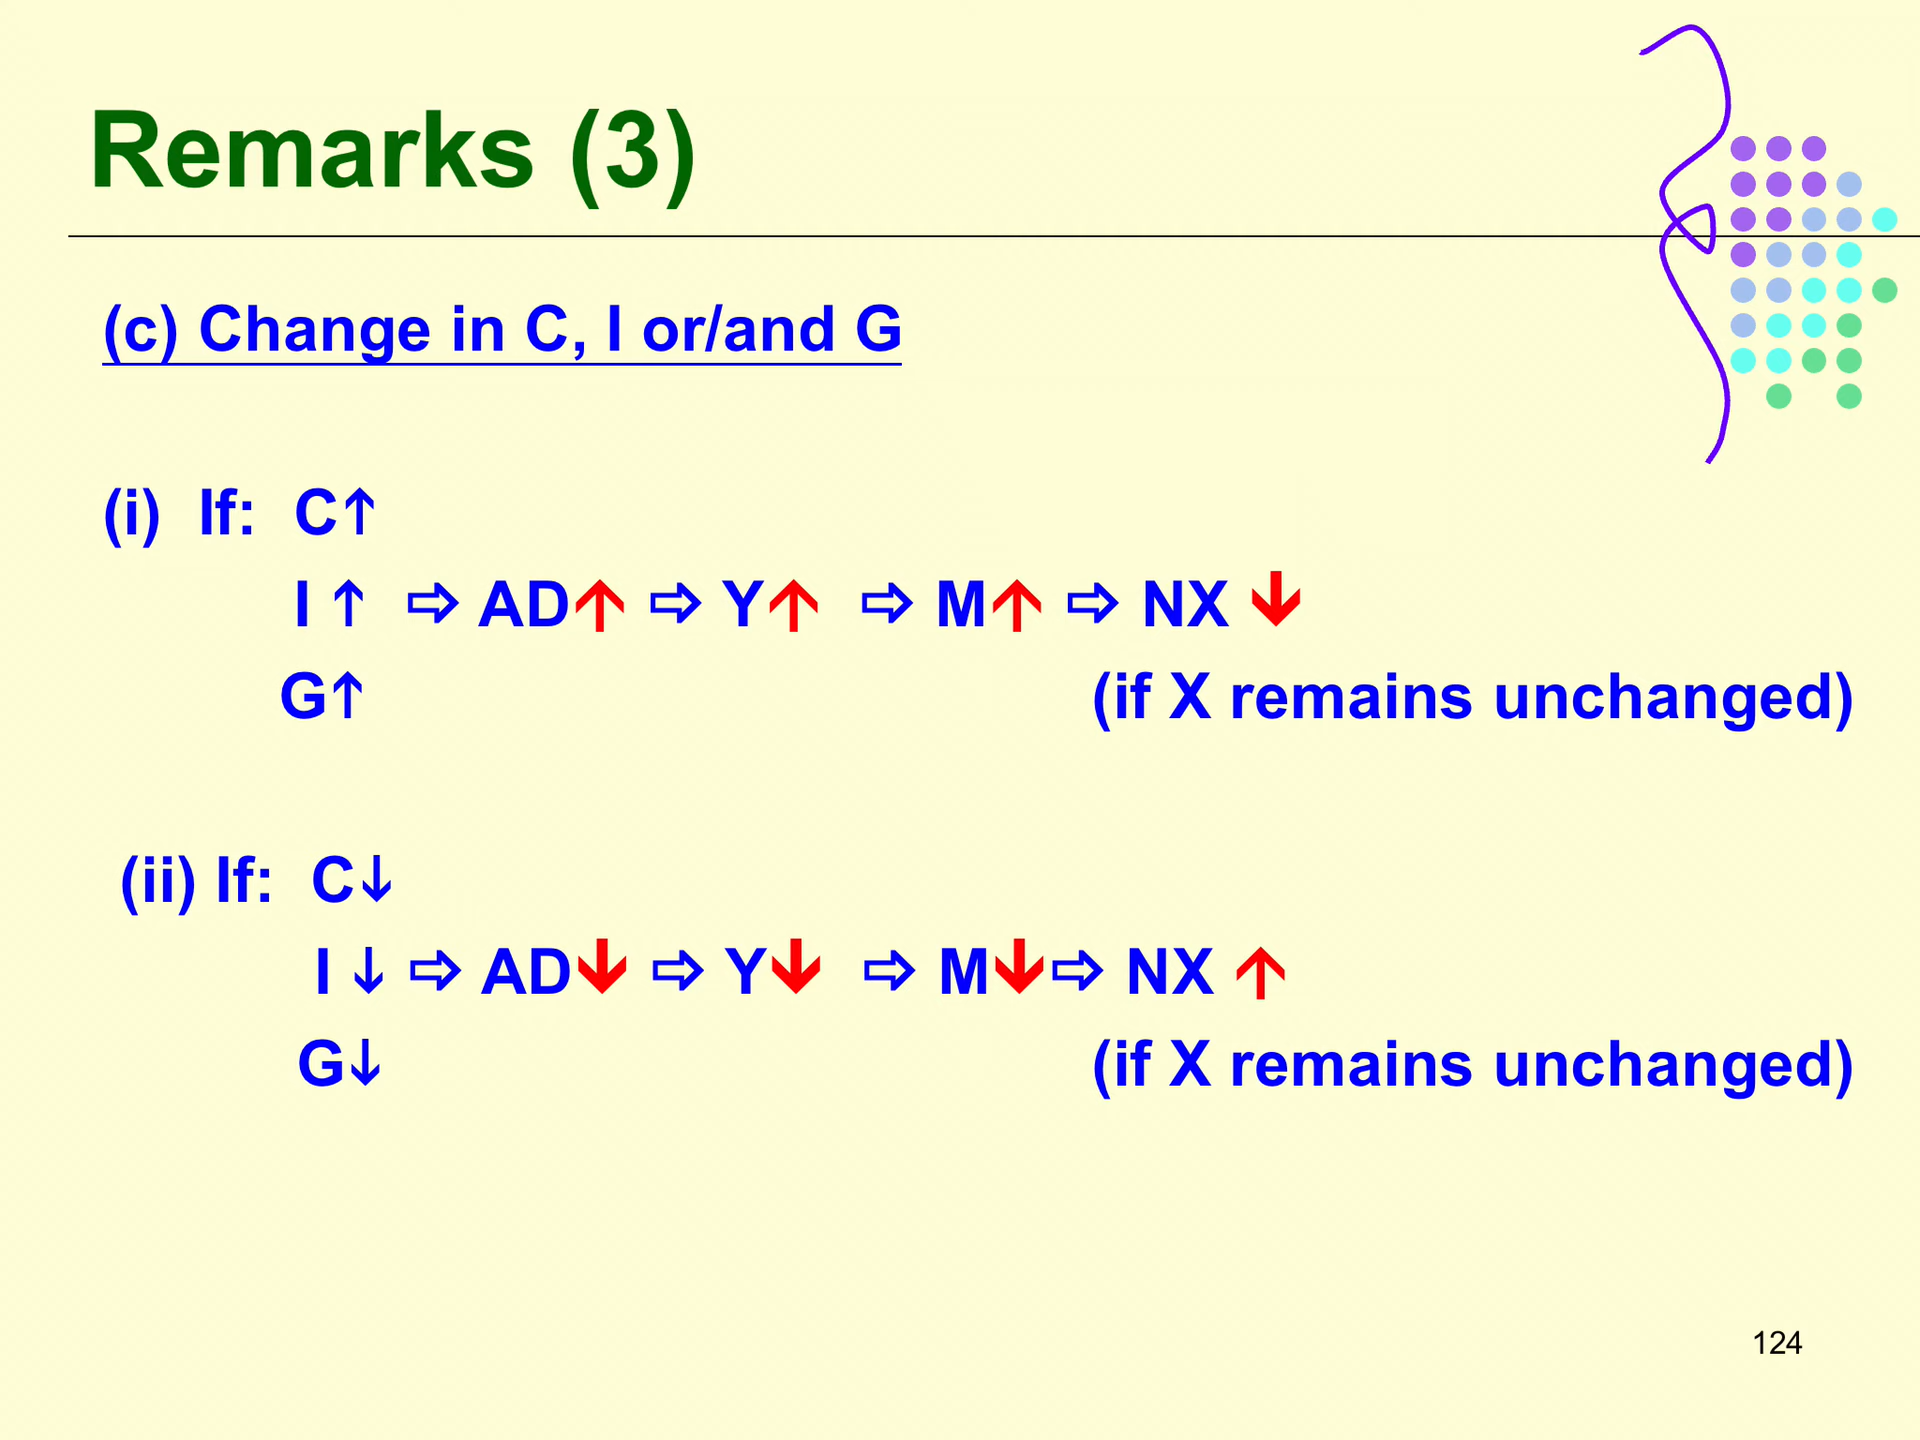 Remarks (3)
(c) Change in C, I or/and G
(i) If: C↑
I ↑ ⇨ AD↑ ⇨ Y↑ ⇨ M↑ ⇨ NX ↓
G↑ (if X remains unchanged)
(ii) If: C↓
I ↓ ⇨ AD↓ ⇨ Y↓ ⇨ M↓⇨ NX ↑
G↓ (if X remains unchanged)
124